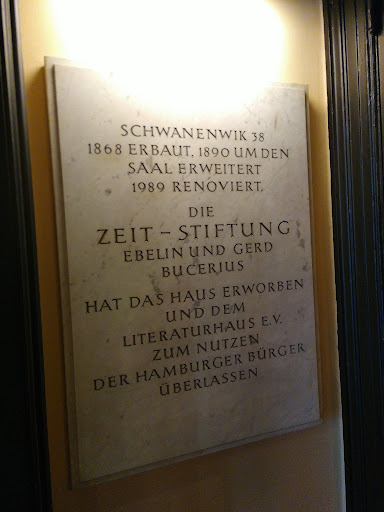 SCHWANENWIK 38
1868 ERBAUT. 1890 UM DEN
SAAL ERWEITERT
1989 RENOVIERT.
DIE
ZEIT – STIFTUNG
EBELIN UND GERD
BUCERIUS
HAT DAS HAUS ERWORBEN
UND DEM
LITERATURHAUS E.V.
ZUM NUTZEN
DER HAMBURGER BÜRGER
ÜBERLASSEN